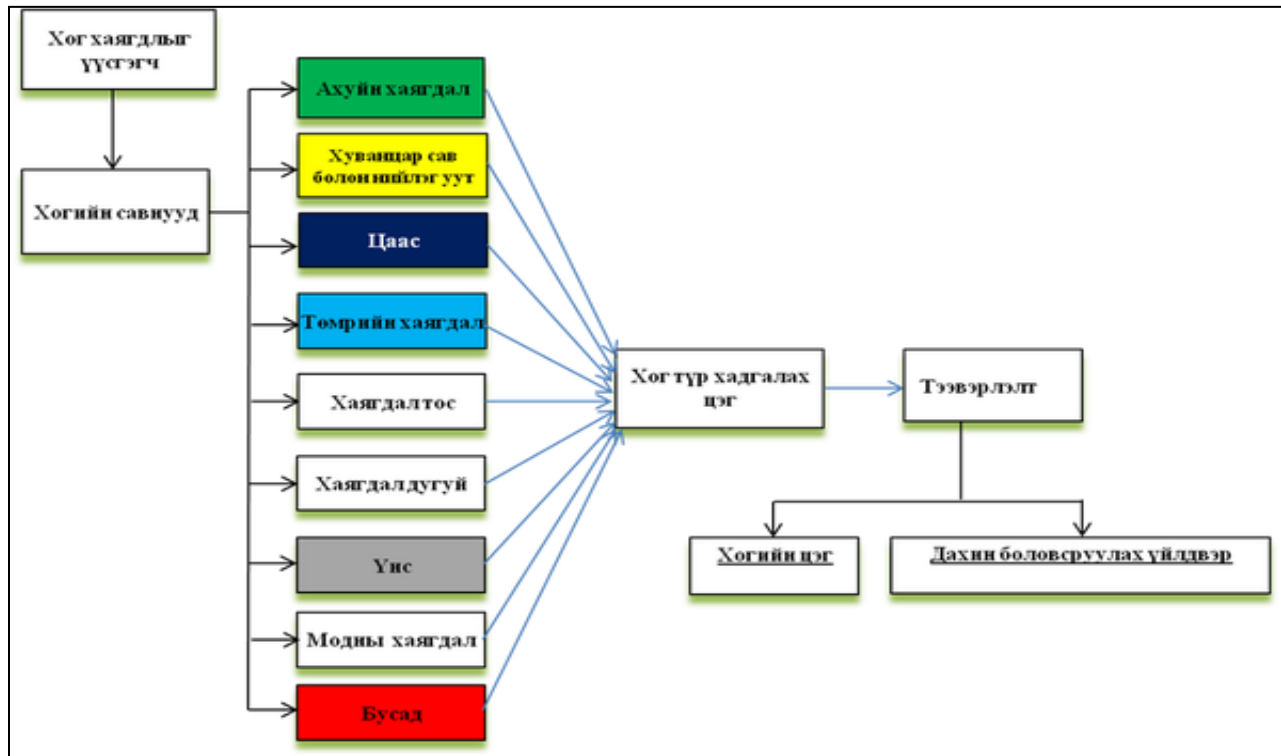 Хог хаягдлыг
үүсгэгч
Хогийн савнууд
Ахуйн хаягдал
Хуванцар сав
болон нийлэг уут
Цаас
Төмрийн хаягдал
Хаягдал тос
Хаягдал дугуй
Үнс
Модны хаягдал
Бусад
Хог түр хадгалах
цэг
Тээвэрлэлт
Хогийн цэг
Дахин боловсруулах үйлдвэр